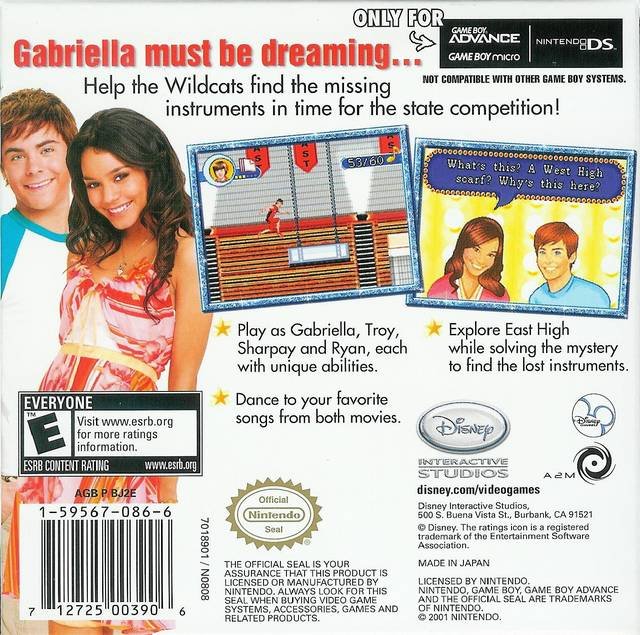 ONLY FOR
GAME BOY ADVANCE
GAME BOY micro
NINTENDO DS
Gabriella must be dreaming...
NOT COMPATIBLE WITH OTHER GAME BOY SYSTEMS.
Help the Wildcats find the missing
instruments in time for the state competition!
53/60
What's this? A West High
scarf? Why's this here?
Play as Gabriella, Troy,
Sharpay and Ryan, each
with unique abilities.
Dance to your favorite
songs from both movies.
Explore East High
while solving the mystery
to find the lost instruments.
EVERYONE
E
TM
Visit www.esrb.org
for more ratings
information.
ESRB CONTENT RATING www.esrb.org
AGB P BJ2E
1-59567-086-6
7 12725 00390 6
7018901 / N0808
Official
Nintendo
Seal
THE OFFICIAL SEAL IS YOUR
ASSURANCE THAT THIS PRODUCT IS
LICENSED OR MANUFACTURED BY
NINTENDO. ALWAYS LOOK FOR THIS
SEAL WHEN BUYING VIDEO GAME
SYSTEMS, ACCESSORIES, GAMES AND
RELATED PRODUCTS.
Disney
INTERACTIVE
STUDIOS
Disney
CHANNEL
A2M
disney.com/videogames
Disney Interactive Studios,
500 S. Buena Vista St., Burbank, CA 91521
© Disney. The ratings icon is a registered
trademark of the Entertainment Software
Association.
MADE IN JAPAN
LICENSED BY NINTENDO.
NINTENDO, GAME BOY, GAME BOY ADVANCE
AND THE OFFICIAL SEAL ARE TRADEMARKS
OF NINTENDO.
© 2001 NINTENDO.